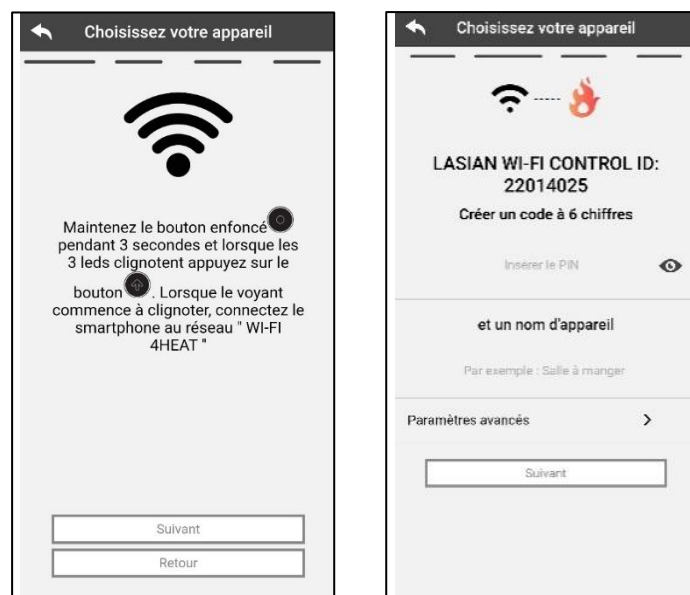 Choisissez votre appareil
Maintenez le bouton enfoncé
pendant 3 secondes et lorsque les
3 leds clignotent appuyez sur le
bouton . Lorsque le voyant
commence à clignoter, connectez le
smartphone au réseau " WI-FI
4HEAT "
Suivant
Retour
Choisissez votre appareil
LASIAN WI-FI CONTROL ID:
22014025
Créer un code à 6 chiffres
Insérer le PIN
et un nom d'appareil
Par exemple : Salle à manger
Paramètres avancés
Suivant